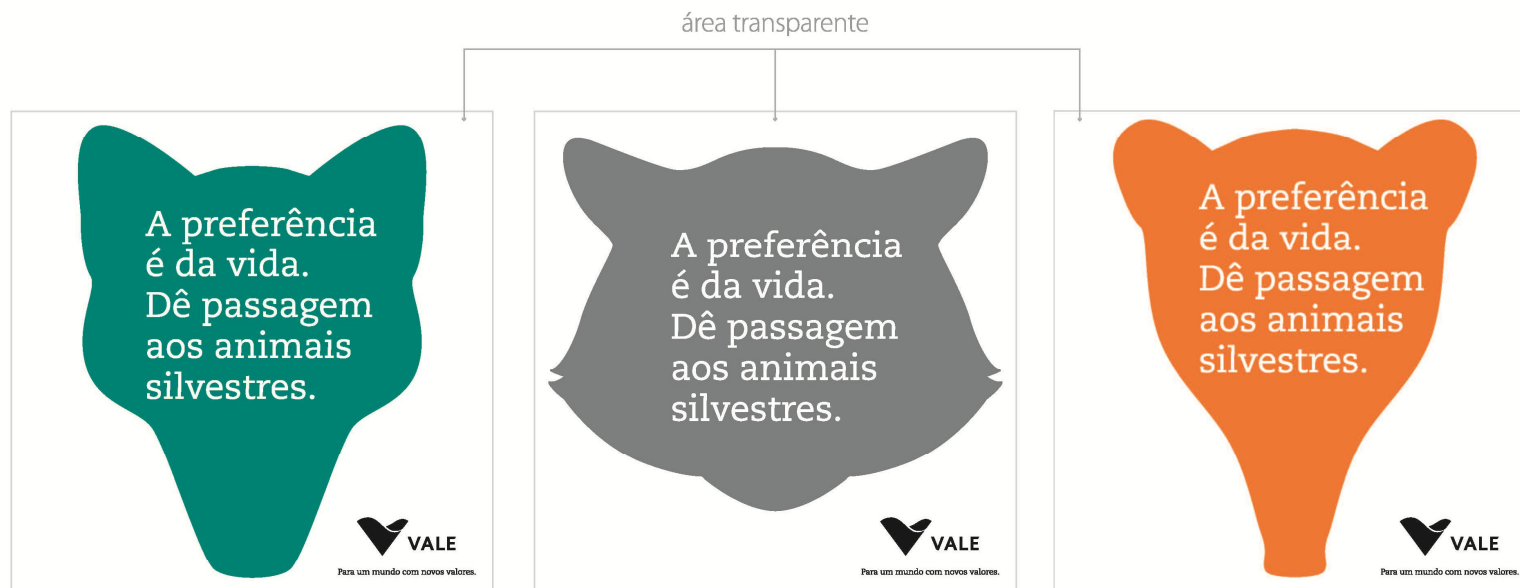 área transparente
A preferência
é da vida.
Dê passagem
aos animais
silvestres.
VALE
Para um mundo com novos valores.
A preferência
é da vida.
Dê passagem
aos animais
silvestres.
VALE
Para um mundo com novos valores.
A preferência
é da vida.
Dê passagem
aos animais
silvestres.
VALE
Para um mundo com novos valores.